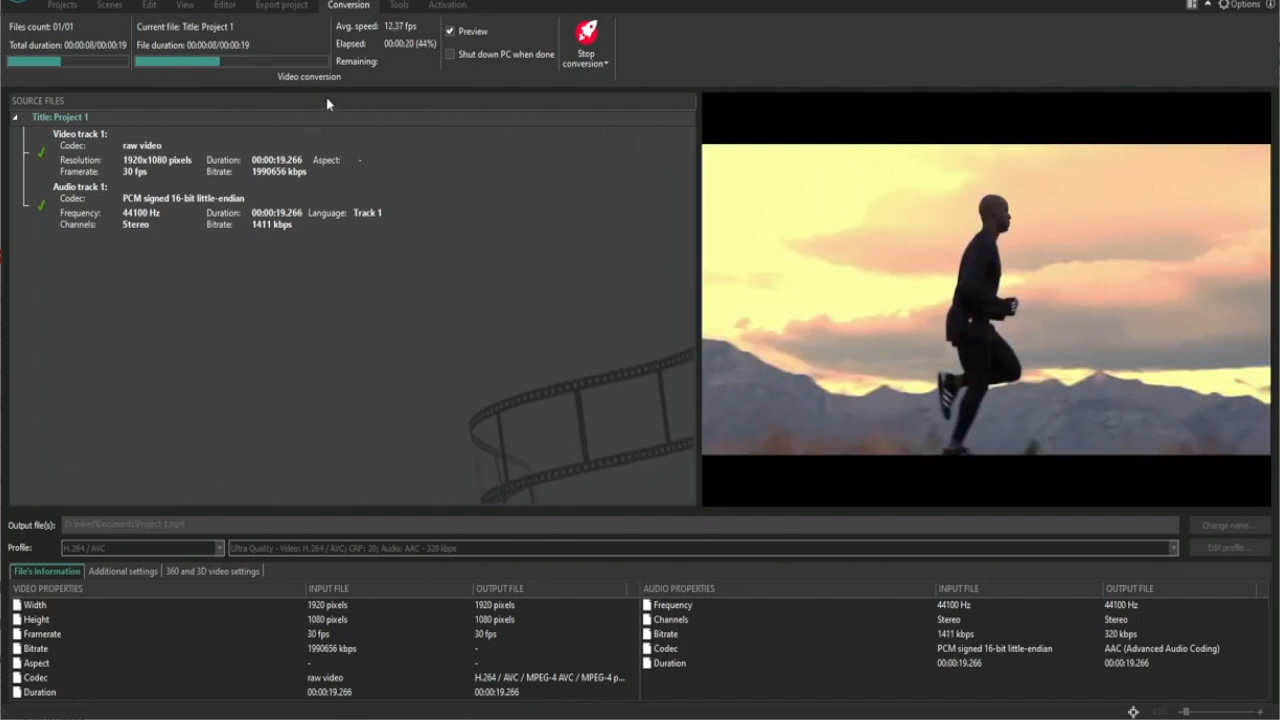 Projects Scenes Edit View Editor Export project Conversion Tools Activation Options
Files count: 01/01
Total duration: 00:00:08/00:00:19
Current file: Title: Project 1
File duration: 00:00:08/00:00:19
Avg. speed: 12.37 fps
Elapsed: 00:00:20 (44%)
Remaining:
Preview
Shut down PC when done
Stop
conversion
Video conversion
SOURCE FILES
Title: Project 1
Video track 1:
Codec: raw video
Resolution: 1920x1080 pixels Duration: 00:00:19.266 Aspect: -
Framerate: 30 fps Bitrate: 1990656 kbps
Audio track 1:
Codec: PCM signed 16-bit little-endian
Frequency: 44100 Hz Duration: 00:00:19.266 Language: Track 1
Channels: Stereo Bitrate: 1411 kbps
Output file(s): Change name...
Profile: H.264 / AVC Ultra Quality - Video: H.264 / AVC; CRF: 20; Audio: AAC - 320 kbps Edit profile...
File's information Additional settings 360 and 3D video settings
VIDEO PROPERTIES INPUT FILE OUTPUT FILE
Width 1920 pixels 1920 pixels
Height 1080 pixels 1080 pixels
Framerate 30 fps 30 fps
Bitrate 1990656 kbps -
Aspect - -
Codec raw video H.264 / AVC / MPEG-4 AVC / MPEG-4 p...
Duration 00:00:19.266 00:00:19.266
AUDIO PROPERTIES INPUT FILE OUTPUT FILE
Frequency 44100 Hz 44100 Hz
Channels Stereo Stereo
Bitrate 1411 kbps 320 kbps
Codec PCM signed 16-bit little-endian AAC (Advanced Audio Coding)
Duration 00:00:19.266 00:00:19.266